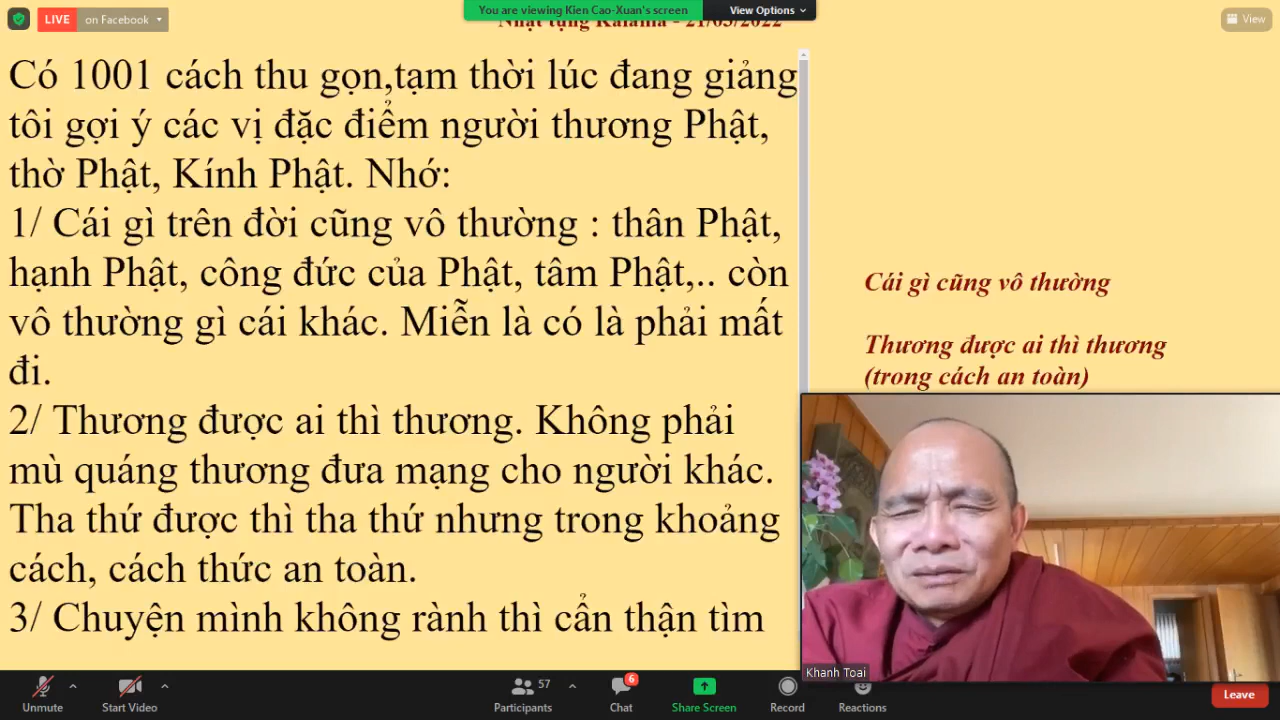 LIVE on Facebook
You are viewing Kien Cao-Xuan's screen View Options
View
Nhật tụng Kalama - 21/03/2022
Có 1001 cách thu gọn,tạm thời lúc đang giảng
tôi gợi ý các vị đặc điểm người thương Phật,
thờ Phật, Kính Phật. Nhớ:
1/ Cái gì trên đời cũng vô thường : thân Phật,
hạnh Phật, công đức của Phật, tâm Phật,.. còn
vô thường gì cái khác. Miễn là có là phải mất
đi.
2/ Thương được ai thì thương. Không phải
mù quáng thương đưa mạng cho người khác.
Tha thứ được thì tha thứ nhưng trong khoảng
cách, cách thức an toàn.
3/ Chuyện mình không rành thì cẩn thận tìm
Cái gì cũng vô thường
Thương được ai thì thương
(trong cách an toàn)
Khanh Toai
Unmute
Start Video
57
Participants
6
Chat
Share Screen
Record
Reactions
Leave